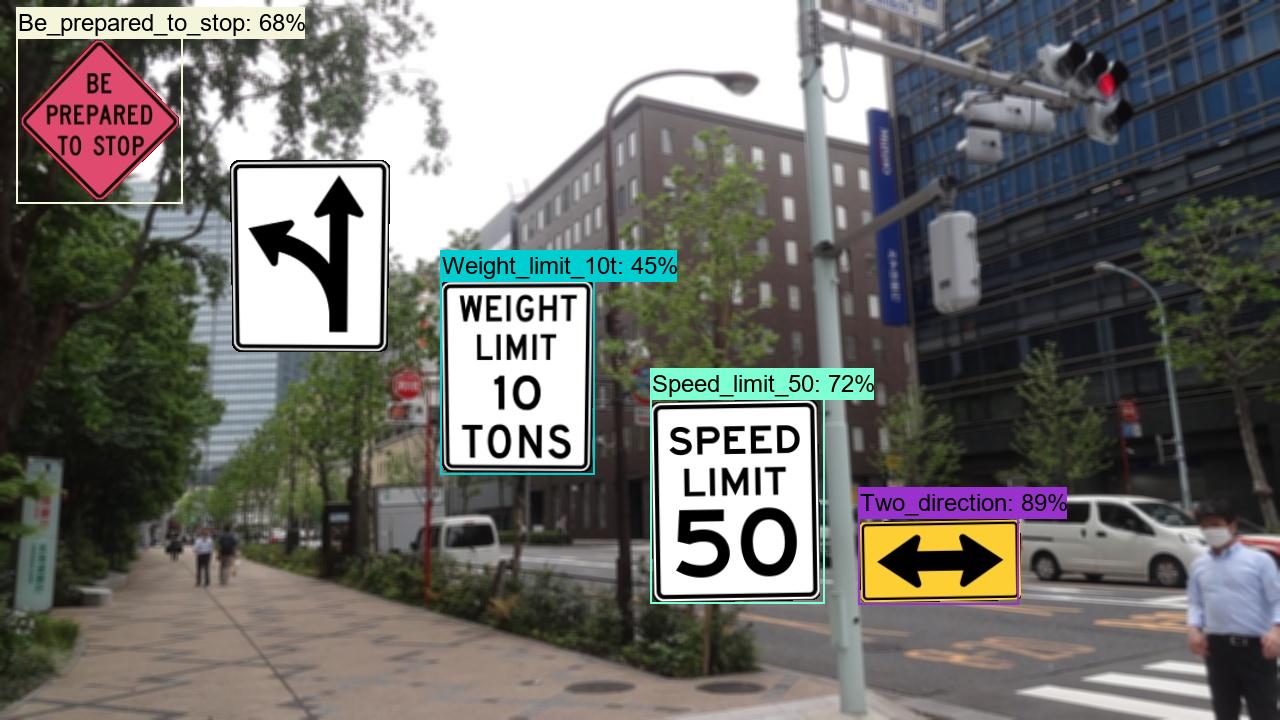 Be_prepared_to_stop: 68%
BE
PREPARED
TO STOP
Weight_limit_10t: 45%
WEIGHT
LIMIT
10
TONS
Speed_limit_50: 72%
SPEED
LIMIT
50
Two_direction: 89%
MIZUHO